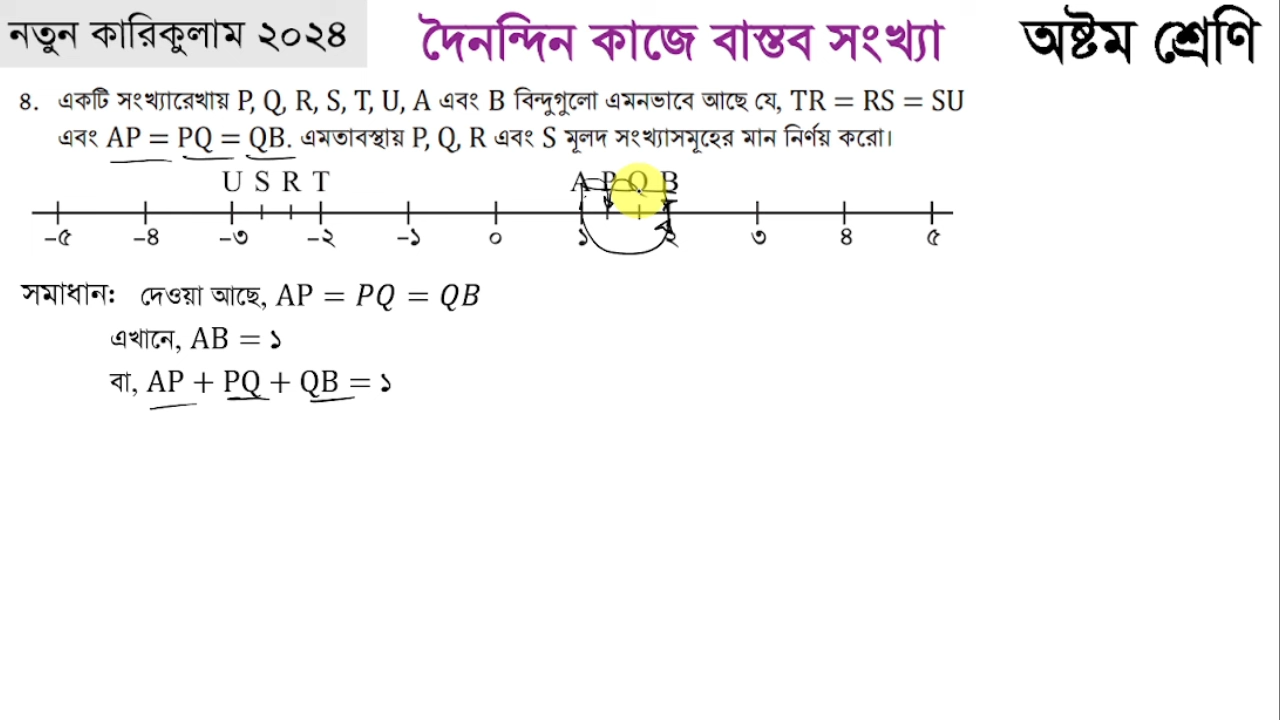 নতুন কারিকুলাম ২০২৪
দৈনন্দিন কাজে বাস্তব সংখ্যা
অষ্টম শ্রেণি
৪. একটি সংখ্যারেখায় P, Q, R, S, T, U, A এবং B বিন্দুগুলো এমনভাবে আছে যে, TR = RS = SU
এবং AP = PQ = QB. এমতাবস্থায় P, Q, R এবং S মূলদ সংখ্যাসমূহের মান নির্ণয় করো।
U S R T A P Q B
–৫ –৪ –৩ –২ –১ ০ ১ ২ ৩ ৪ ৫
সমাধান: দেওয়া আছে, AP = PQ = QB
এখানে, AB = ১
বা, AP + PQ + QB = ১